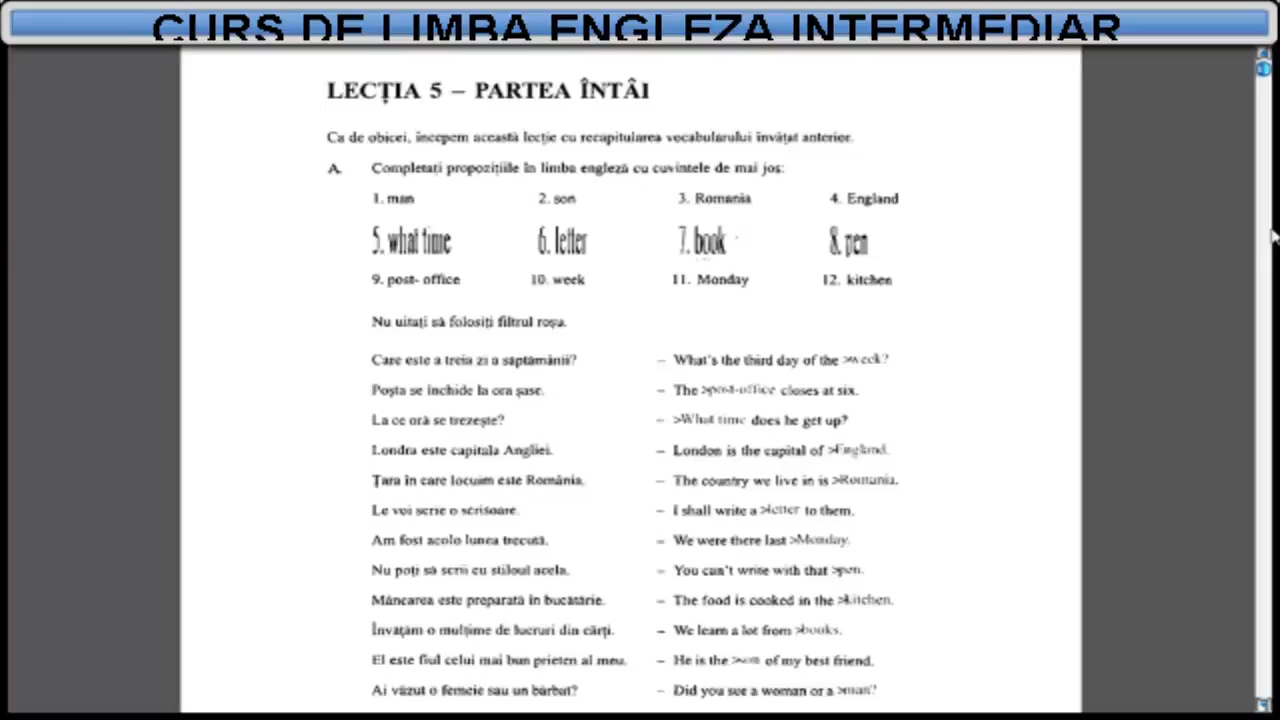 CURS DE LIMBA ENGLEZA INTERMEDIAR
LECȚIA 5 – PARTEA ÎNTÂI
Ca de obicei, începem această lecție cu recapitularea vocabularului învățat anterior.
A. Completați propozițiile în limba engleză cu cuvintele de mai jos:
1. man 2. son 3. Romania 4. England
5. what time 6. letter 7. book 8. pen
9. post- office 10. week 11. Monday 12. kitchen
Nu uitați să folosiți filtrul roșu.
Care este a treia zi a săptămânii? – What's the third day of the >week?
Poșta se închide la ora șase. – The >post-office closes at six.
La ce oră se trezește? – >What time does he get up?
Londra este capitala Angliei. – London is the capital of >England.
Țara în care locuim este România. – The country we live in is >Romania.
Le voi scrie o scrisoare. – I shall write a >letter to them.
Am fost acolo lunea trecută. – We were there last >Monday.
Nu poți să scrii cu stiloul acela. – You can't write with that >pen.
Mâncarea este preparată în bucătărie. – The food is cooked in the >kitchen.
Învățăm o mulțime de lucruri din cărți. – We learn a lot from >books.
El este fiul celui mai bun prieten al meu. – He is the >son of my best friend.
Ai văzut o femeie sau un bărbat? – Did you see a woman or a >man?